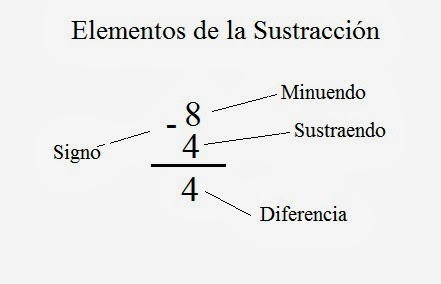 Elementos de la Sustracción
Minuendo
- 8
Sustraendo
4
Signo
4
Diferencia